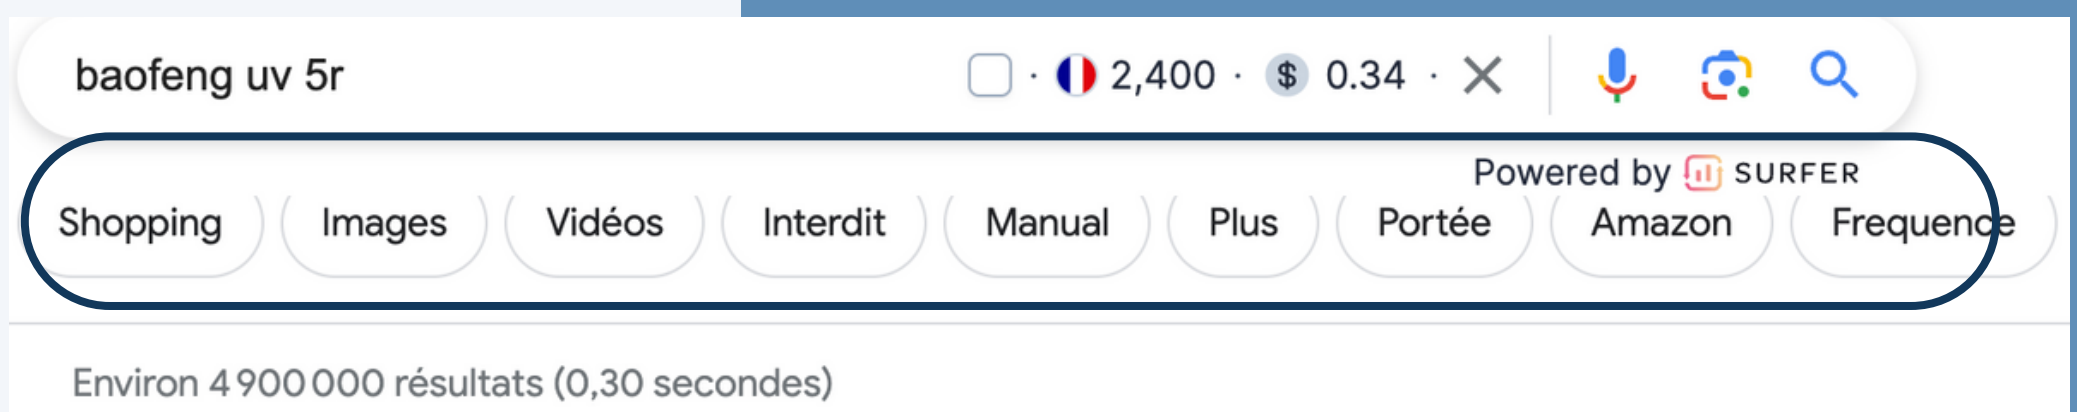 baofeng uv 5r · 2,400 · $ 0.34 ·
Powered by SURFER
Shopping Images Vidéos Interdit Manual Plus Portée Amazon Frequence
Environ 4 900 000 résultats (0,30 secondes)